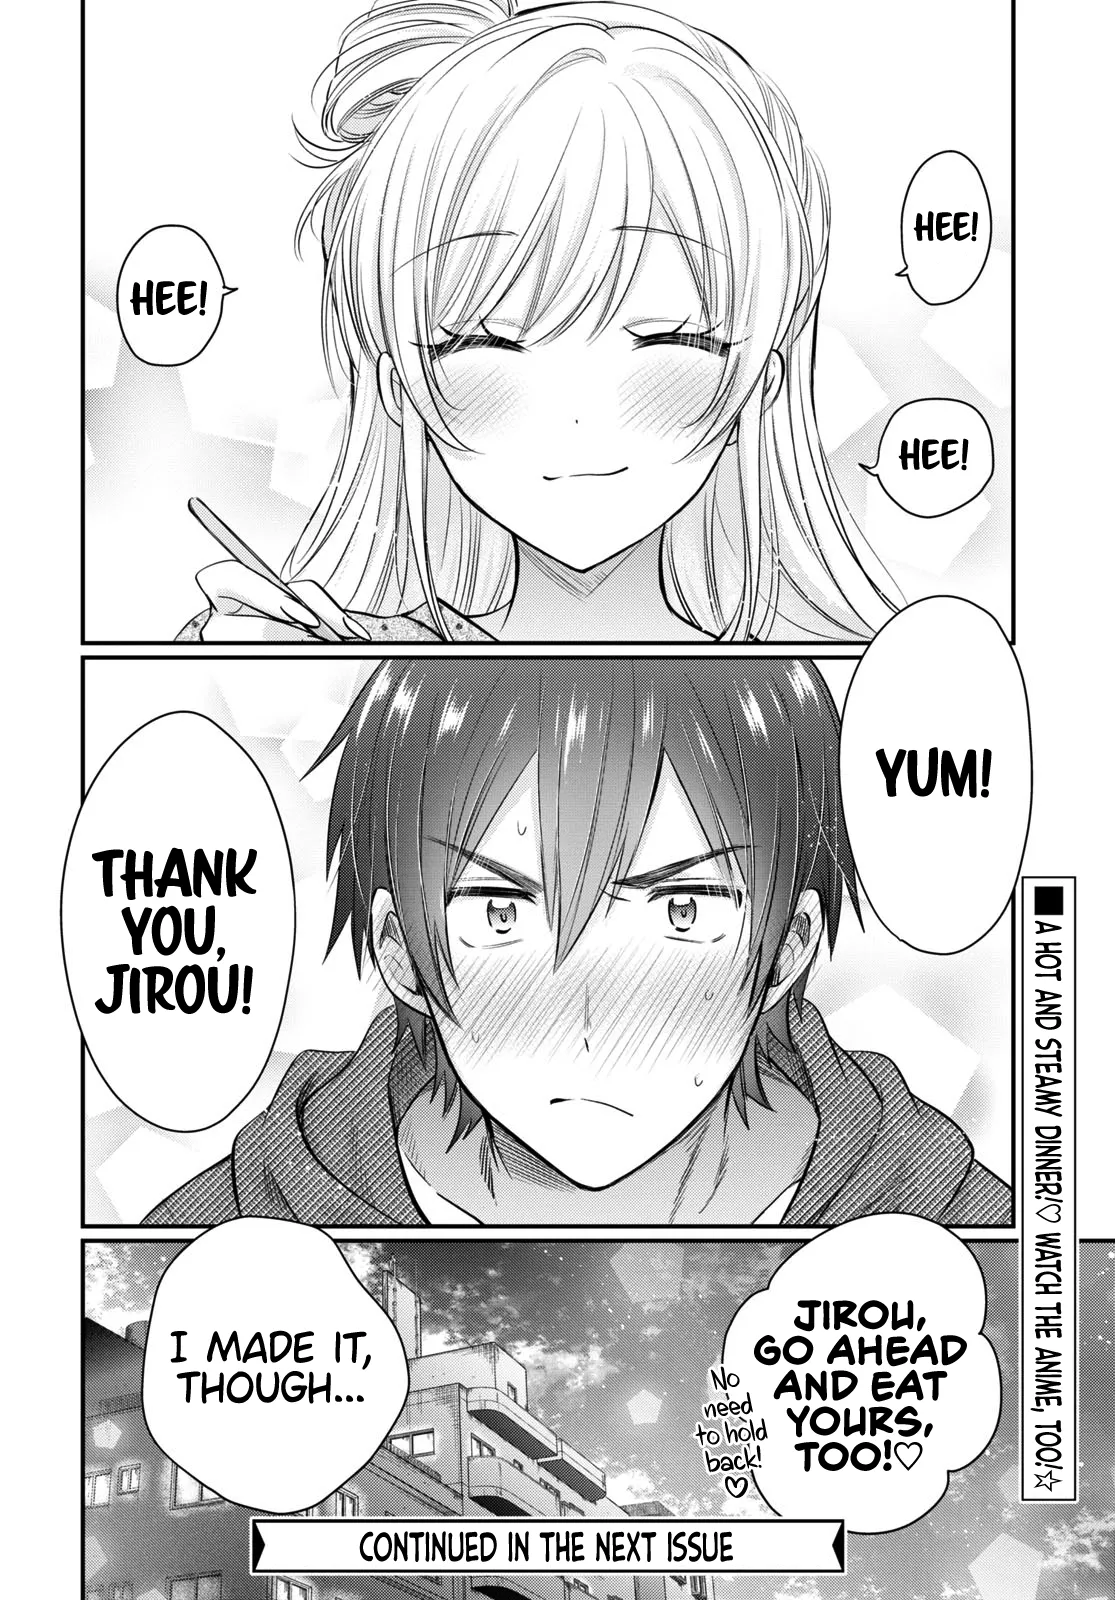 HEE!
HEE!
HEE!
YUM!
THANK
YOU,
JIROU!
JIROU,
GO AHEAD
AND EAT
YOURS,
TOO!♡
No
need
to hold
back!
♡
I MADE IT,
THOUGH...
■ A HOT AND STEAMY DINNER!♡ WATCH THE ANIME, TOO!☆
CONTINUED IN THE NEXT ISSUE